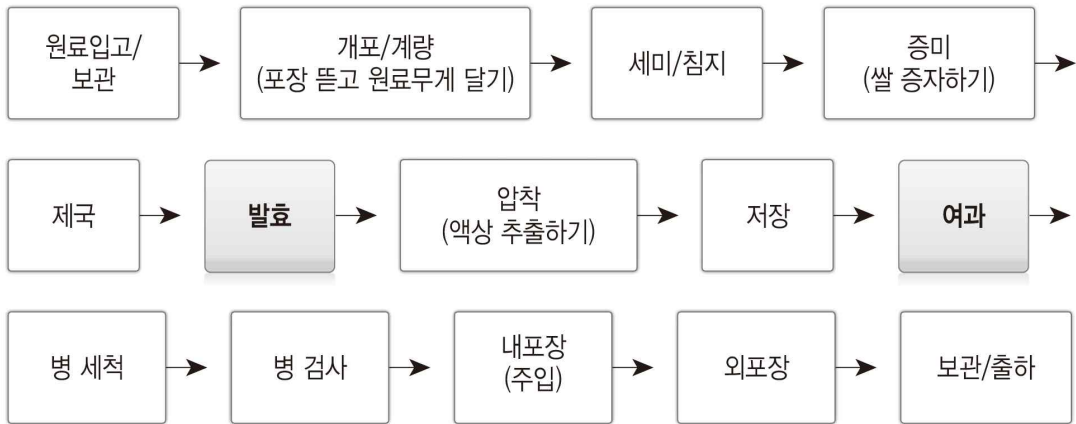 원료입고/
보관
개포/계량
(포장 뜯고 원료무게 달기)
세미/침지
증미
(쌀 증자하기)
제국
발효
압착
(액상 추출하기)
저장
여과
병 세척
병 검사
내포장
(주입)
외포장
보관/출하